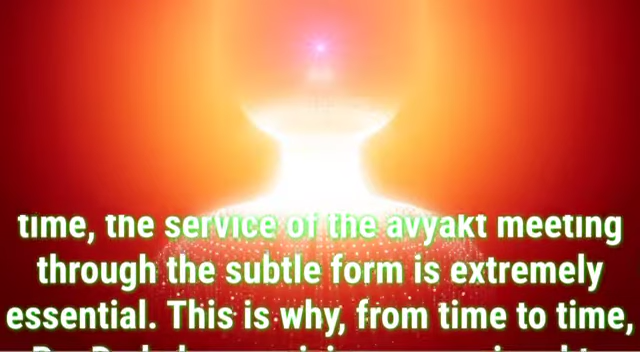 time, the service of the avyakt meeting
through the subtle form is extremely
essential. This is why, from time to time,